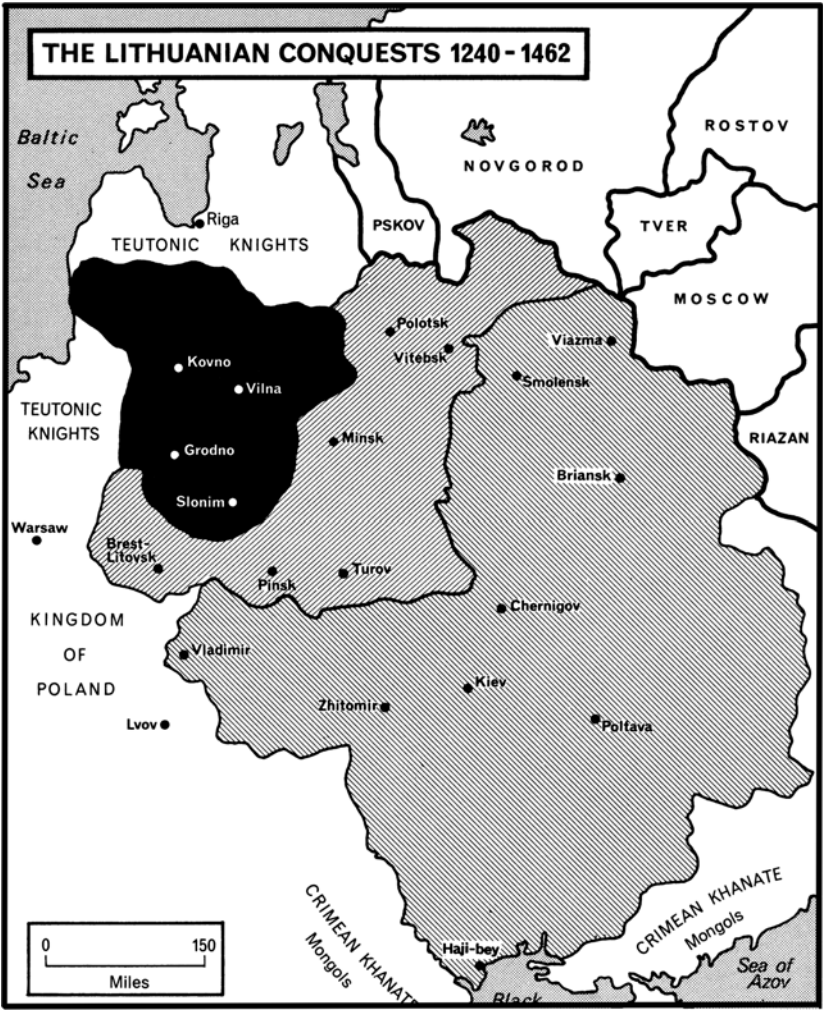 THE LITHUANIAN CONQUESTS 1240 - 1462
Baltic
Sea
ROSTOV
NOVGOROD
Riga
PSKOV
TVER
TEUTONIC KNIGHTS
MOSCOW
Polotsk
Viazma
Vitebsk
Kovno
Smolensk
Vilna
TEUTONIC
KNIGHTS
Minsk
RIAZAN
Grodno
Briansk
Slonim
Warsaw
Brest-
Litovsk
Pinsk
Turov
Chernigov
KINGDOM
OF
POLAND
Vladimir
Kiev
Zhitomir
Lvov
Poltava
CRIMEAN KHANATE
Mongols
CRIMEAN KHANATE
Mongols
Haji-bey
0 150
Miles
Sea of
Azov
Black